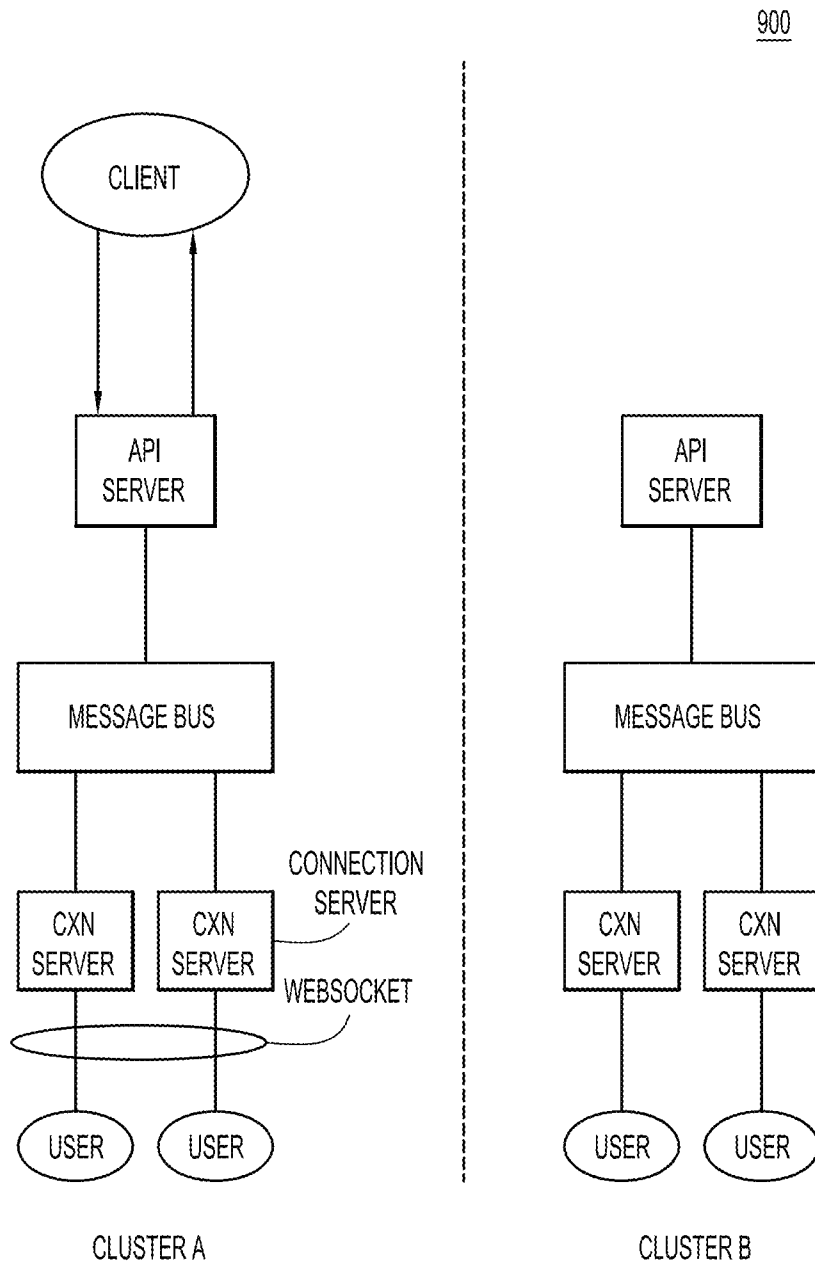 900
CLIENT
API
SERVER
API
SERVER
MESSAGE BUS
MESSAGE BUS
CONNECTION
SERVER
CXN
SERVER
CXN
SERVER
CXN
SERVER
CXN
SERVER
WEBSOCKET
USER
USER
USER
USER
CLUSTER A
CLUSTER B